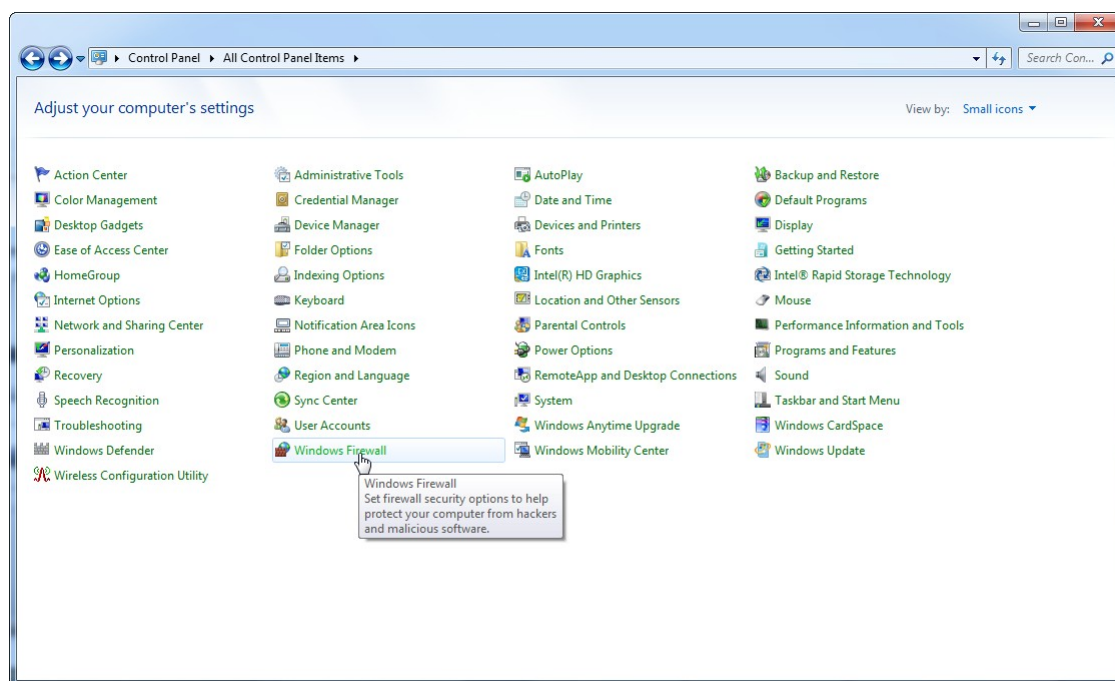 Control Panel ▸ All Control Panel Items ▸
Search Con...
Adjust your computer's settings
View by: Small icons
Action Center
Administrative Tools
AutoPlay
Backup and Restore
Color Management
Credential Manager
Date and Time
Default Programs
Desktop Gadgets
Device Manager
Devices and Printers
Display
Ease of Access Center
Folder Options
Fonts
Getting Started
HomeGroup
Indexing Options
Intel(R) HD Graphics
Intel® Rapid Storage Technology
Internet Options
Keyboard
Location and Other Sensors
Mouse
Network and Sharing Center
Notification Area Icons
Parental Controls
Performance Information and Tools
Personalization
Phone and Modem
Power Options
Programs and Features
Recovery
Region and Language
RemoteApp and Desktop Connections
Sound
Speech Recognition
Sync Center
System
Taskbar and Start Menu
Troubleshooting
User Accounts
Windows Anytime Upgrade
Windows CardSpace
Windows Defender
Windows Firewall
Windows Mobility Center
Windows Update
Wireless Configuration Utility
Windows Firewall
Set firewall security options to help
protect your computer from hackers
and malicious software.